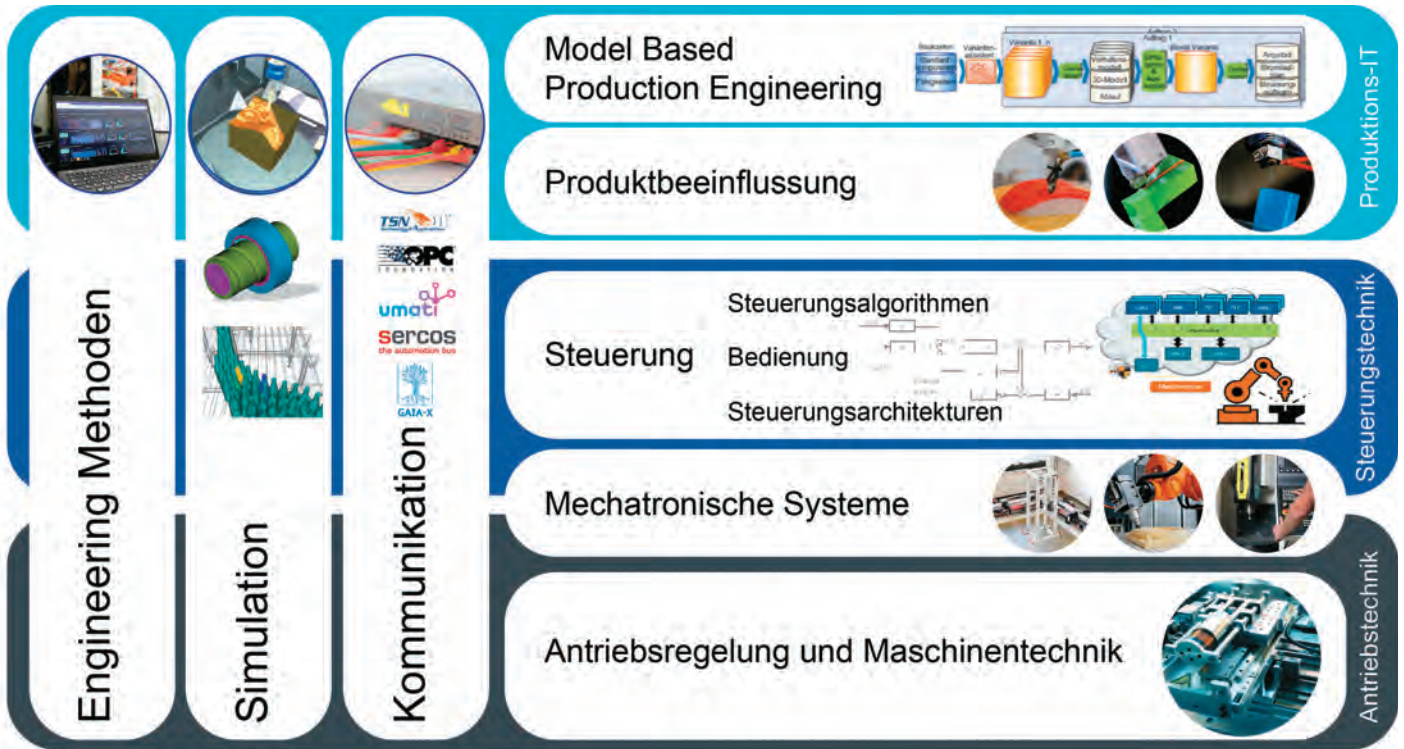 Engineering Methoden
Simulation
TSN
OPC
FOUNDATION
umati
sercos
the automation bus
GAIA-X
Kommunikation
Model Based
Production Engineering
Produktbeeinflussung
Steuerung
Steuerungsalgorithmen
Bedienung
Steuerungsarchitekturen
Mechatronische Systeme
Antriebsregelung und Maschinentechnik
Produktions-IT
Steuerungstechnik
Antriebstechnik